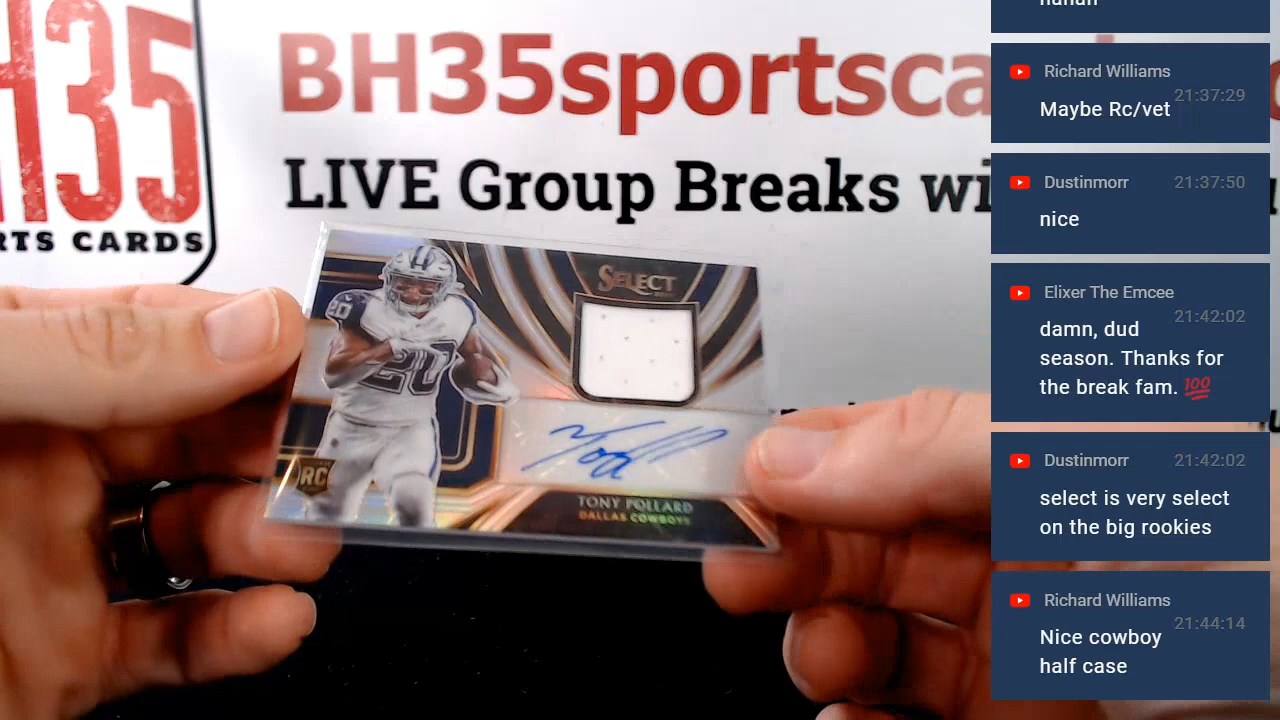 H35
RTS CARDS
BH35sportsca
LIVE Group Breaks wi
SELECT
20
20
RC
TONY POLLARD
DALLAS COWBOYS
Richard Williams
21:37:29
Maybe Rc/vet
Dustinmorr 21:37:50
nice
Elixer The Emcee
21:42:02
damn, dud
season. Thanks for
the break fam. 💯
Dustinmorr 21:42:02
select is very select
on the big rookies
Richard Williams
21:44:14
Nice cowboy
half case